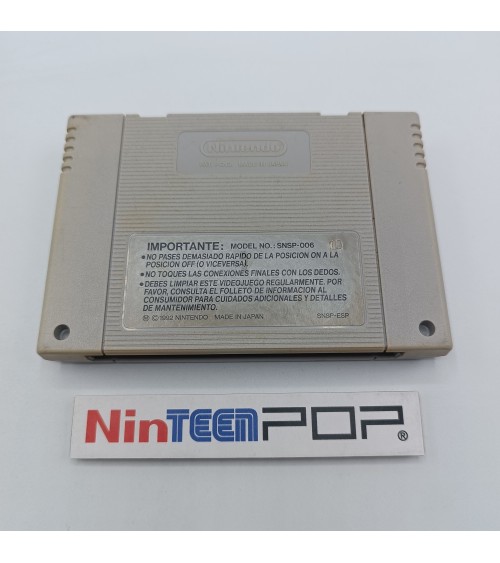 Nintendo
IMPORTANTE: MODEL NO.: SNSP-006
•NO PASES DEMASIADO RAPIDO DE LA POSICION ON A LA
POSICION OFF (O VICEVERSA).
•NO TOQUES LAS CONEXIONES FINALES CON LOS DEDOS.
•DEBES LIMPIAR ESTE VIDEOJUEGO REGULARMENTE. POR
FAVOR, CONSULTA EL FOLLETO DE INFORMACION AL
CONSUMIDOR PARA CUIDADOS ADICIONALES Y DETALLES
DE MANTENIMIENTO.
Ⓜ © 1992 NINTENDO MADE IN JAPAN SNSP-ESP
NinTEENPOP®